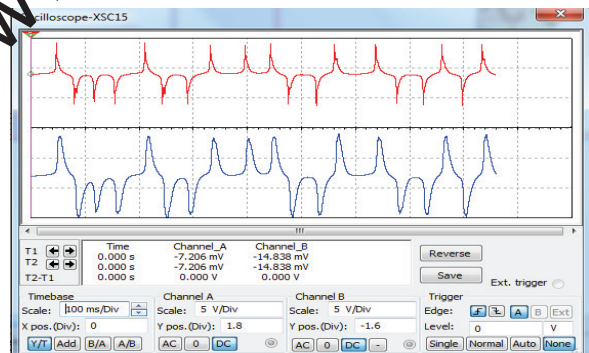 cilloscope-XSC15
Time Channel_A Channel_B
T1 0.000 s -7.206 mV -14.838 mV
T2 0.000 s -7.206 mV -14.838 mV
T2-T1 0.000 s 0.000 V 0.000 V
Reverse
Save
Ext. trigger
Timebase
Scale: 100 ms/Div
X pos.(Div): 0
Y/T Add B/A A/B
Channel A
Scale: 5 V/Div
Y pos.(Div): 1.8
AC 0 DC
Channel B
Scale: 5 V/Div
Y pos.(Div): -1.6
AC 0 DC -
Trigger
Edge: A B Ext
Level: 0 V
Single Normal Auto None